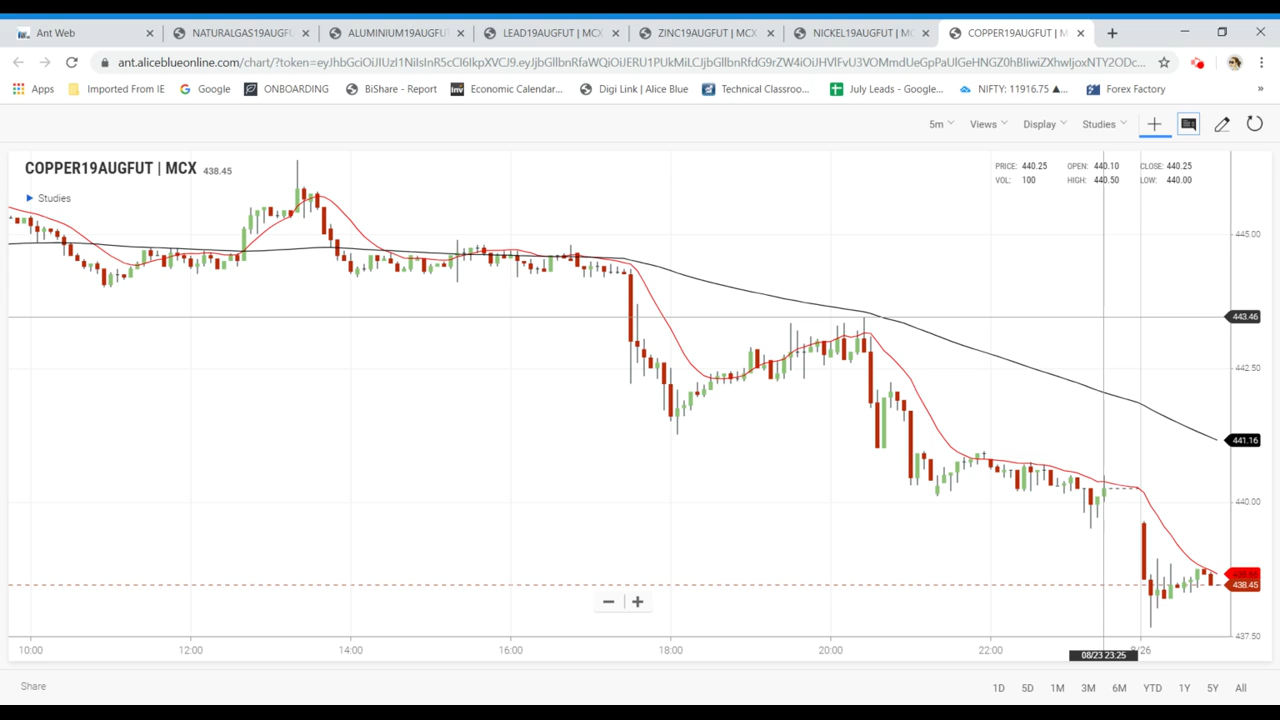 Ant Web
NATURALGAS19AUGFU
ALUMINIUM19AUGFUT
LEAD19AUGFUT | MCX
ZINC19AUGFUT | MCX
NICKEL19AUGFUT | MC
COPPER19AUGFUT | M
Apps Imported From IE Google ONBOARDING BiShare - Report Economic Calendar... Digi Link | Alice Blue Technical Classroo... July Leads - Google... NIFTY: 11916.75 ▲... Forex Factory »
5m Views Display Studies
COPPER19AUGFUT | MCX 438.45
Studies
PRICE: 440.25 OPEN: 440.10 CLOSE: 440.25
VOL: 100 HIGH: 440.50 LOW: 440.00
445.00
443.46
442.50
441.16
440.00
438.45
437.50
10:00 12:00 14:00 16:00 18:00 20:00 22:00 8/26
08/23 23:25
Share 1D 5D 1M 3M 6M YTD 1Y 5Y All